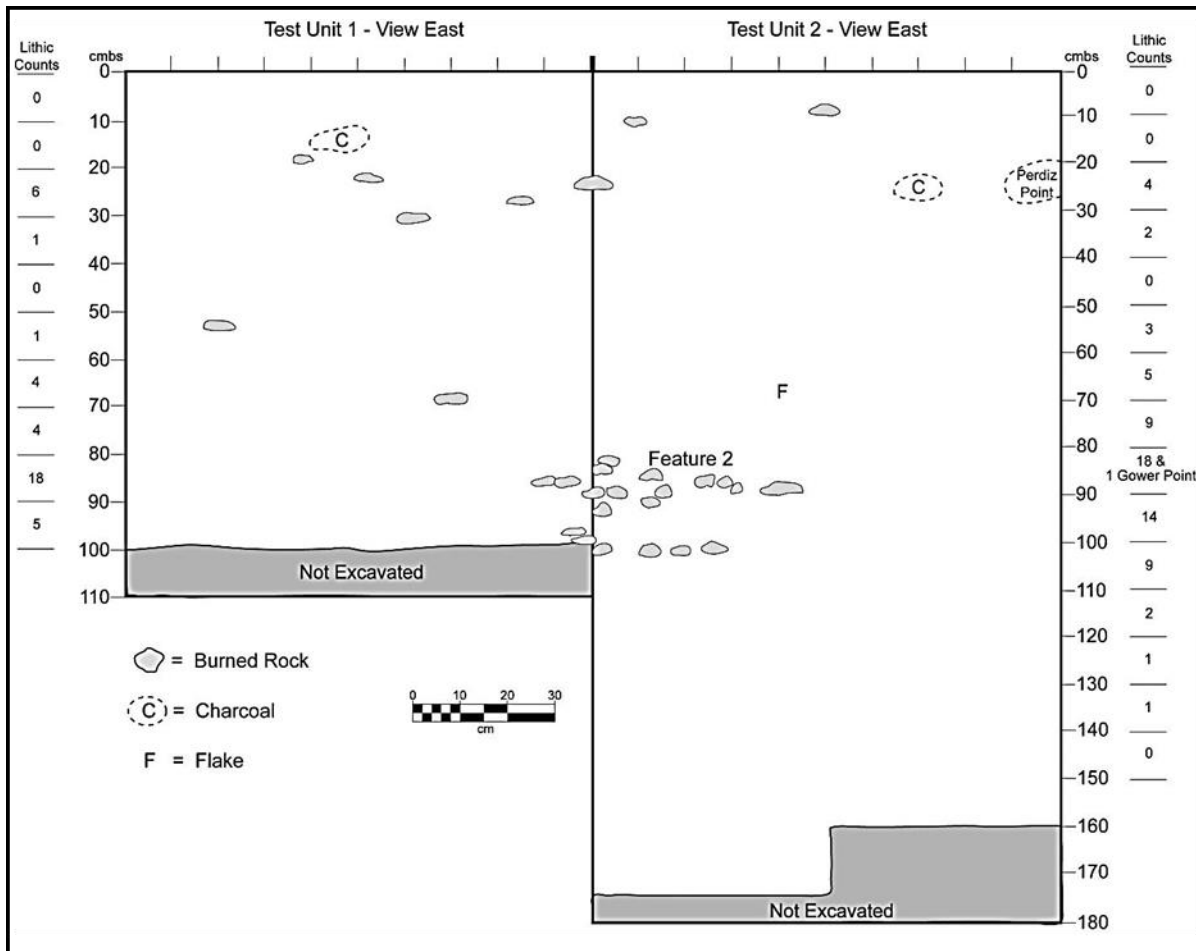 Test Unit 1 - View East
Test Unit 2 - View East
Lithic
Counts
cmbs
cmbs
Lithic
Counts
0
0
0
0
10
10
0
0
C
20
20
6
4
C
Perdiz
Point
30
30
1
2
40
40
0
0
50
50
1
3
60
60
4
5
F
70
70
4
9
80
80
Feature 2
18
18 &
1 Gower Point
90
90
5
14
100
100
Not Excavated
9
110
110
2
120
1
130
1
140
0
150
160
170
Not Excavated
180
= Burned Rock
C = Charcoal
F = Flake
0 10 20 30
cm